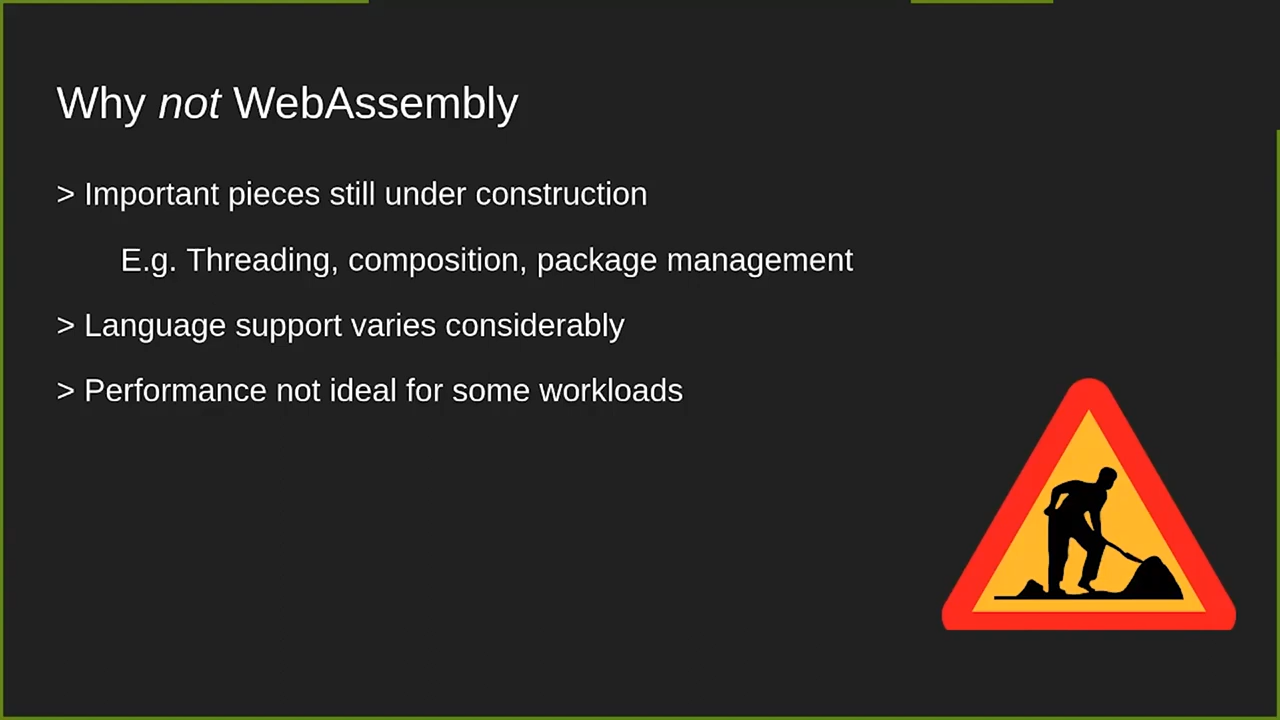 Why not WebAssembly
> Important pieces still under construction
E.g. Threading, composition, package management
> Language support varies considerably
> Performance not ideal for some workloads